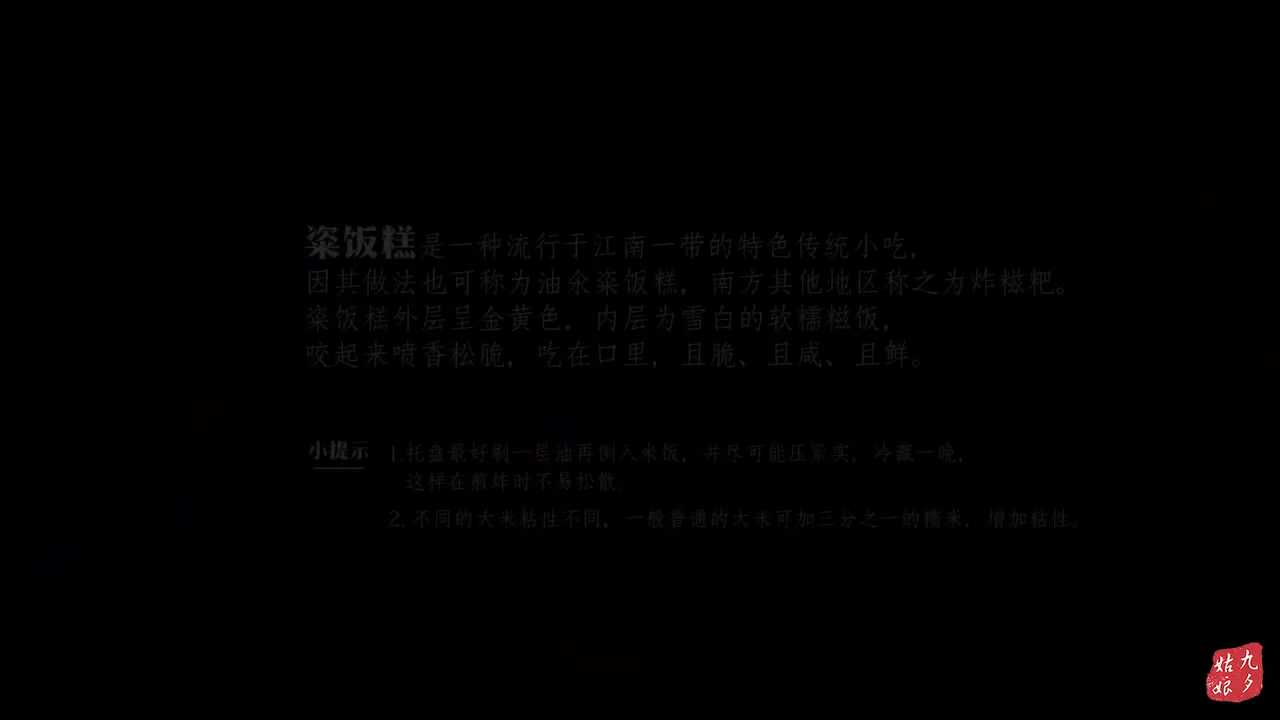 粢饭糕是一种流行于江南一带的特色传统小吃，
因其做法也可称为油氽粢饭糕，南方其他地区称之为炸糍粑。
粢饭糕外层呈金黄色，内层为雪白的软糯糍饭，
咬起来喷香松脆，吃在口里，且脆、且咸、且鲜。
小提示
1.托盘最好刷一层油再倒入米饭，并尽可能压紧实，冷藏一晚，
这样在煎炸时不易松散。
2.不同的大米粘性不同，一般普通的大米可加三分之一的糯米，增加黏性。
九夕
姑娘